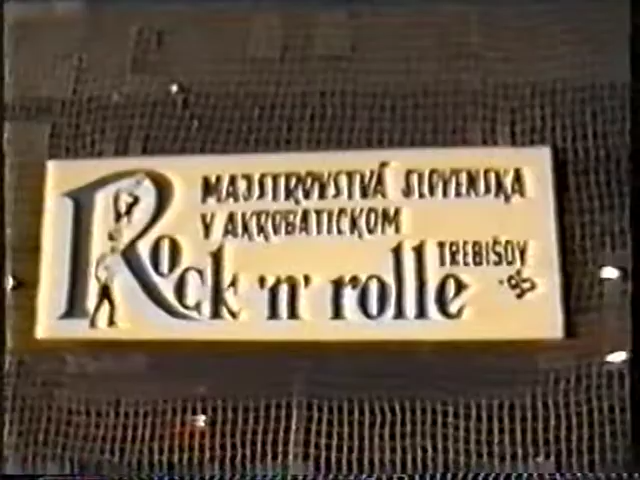 MAJSTROVSTVÁ SLOVENSKA
V AKROBATICKOM
Rock 'n' rolle
TREBIŠOV
'95